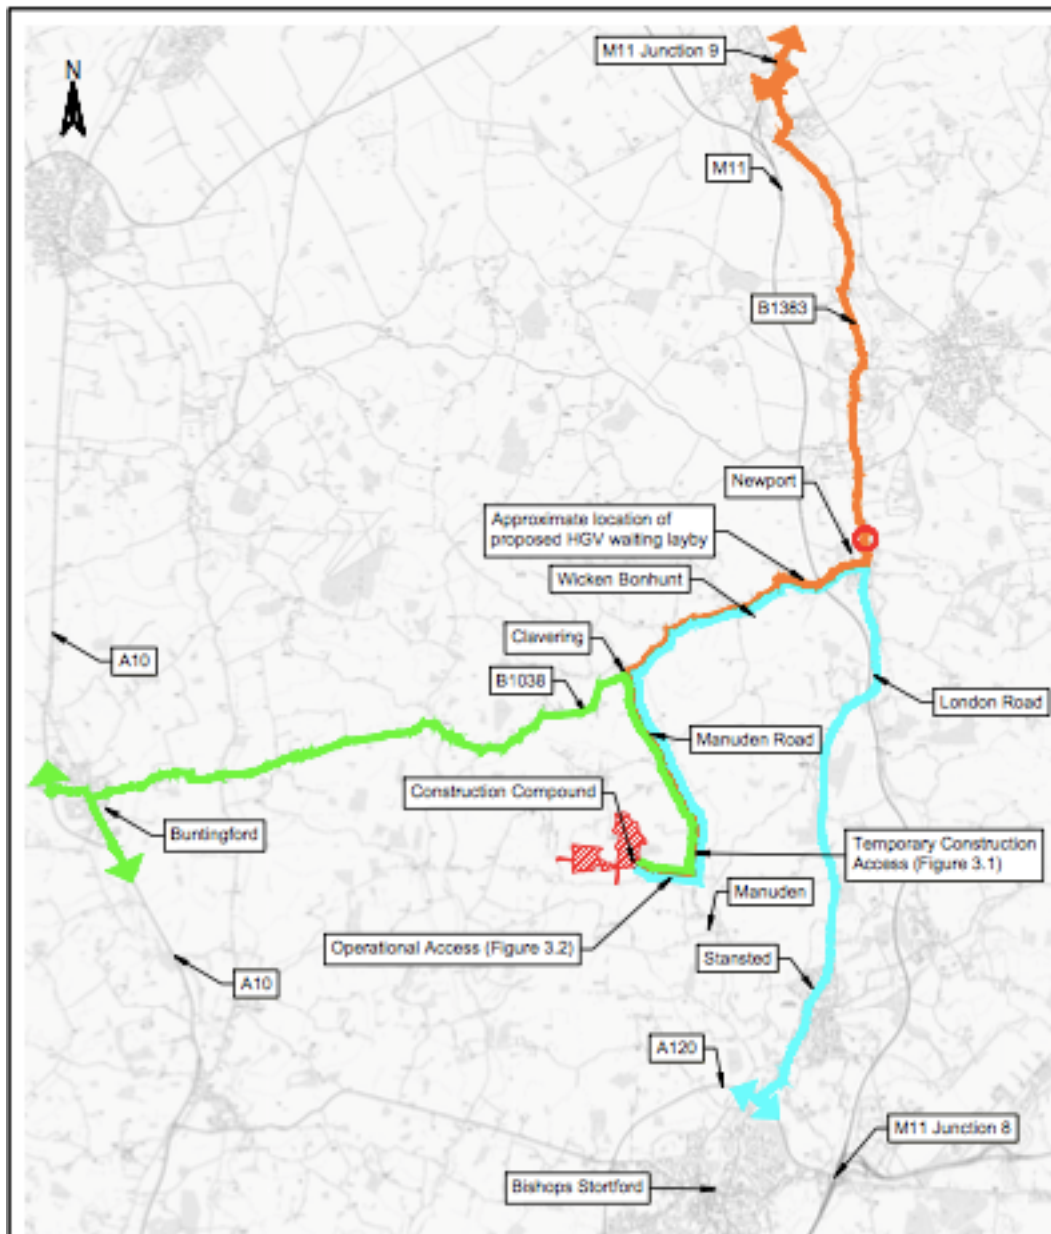 M11 Junction 9
N
M11
B1383
Newport
Approximate location of
proposed HGV waiting layby
Wicken Bonhunt
Clavering
A10
B1038
London Road
Manuden Road
Construction Compound
Buntingford
Temporary Construction
Access (Figure 3.1)
Manuden
Operational Access (Figure 3.2)
Stansted
A10
A120
M11 Junction 8
Bishops Stortford